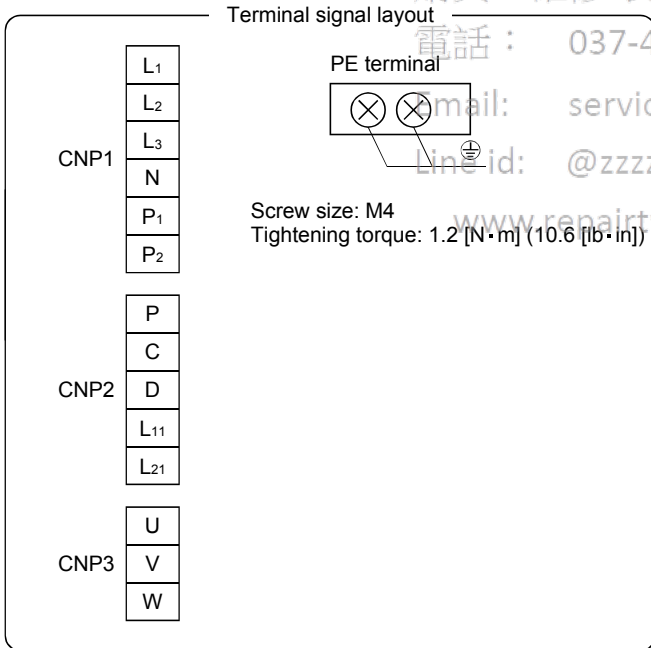 Terminal signal layout
電話： 037-4
PE terminal
Email: servic
Line id: @zzzz
www.repairt
CNP1
L1
L2
L3
N
P1
P2
Screw size: M4
Tightening torque: 1.2 [N・m] (10.6 [lb・in])
CNP2
P
C
D
L11
L21
CNP3
U
V
W